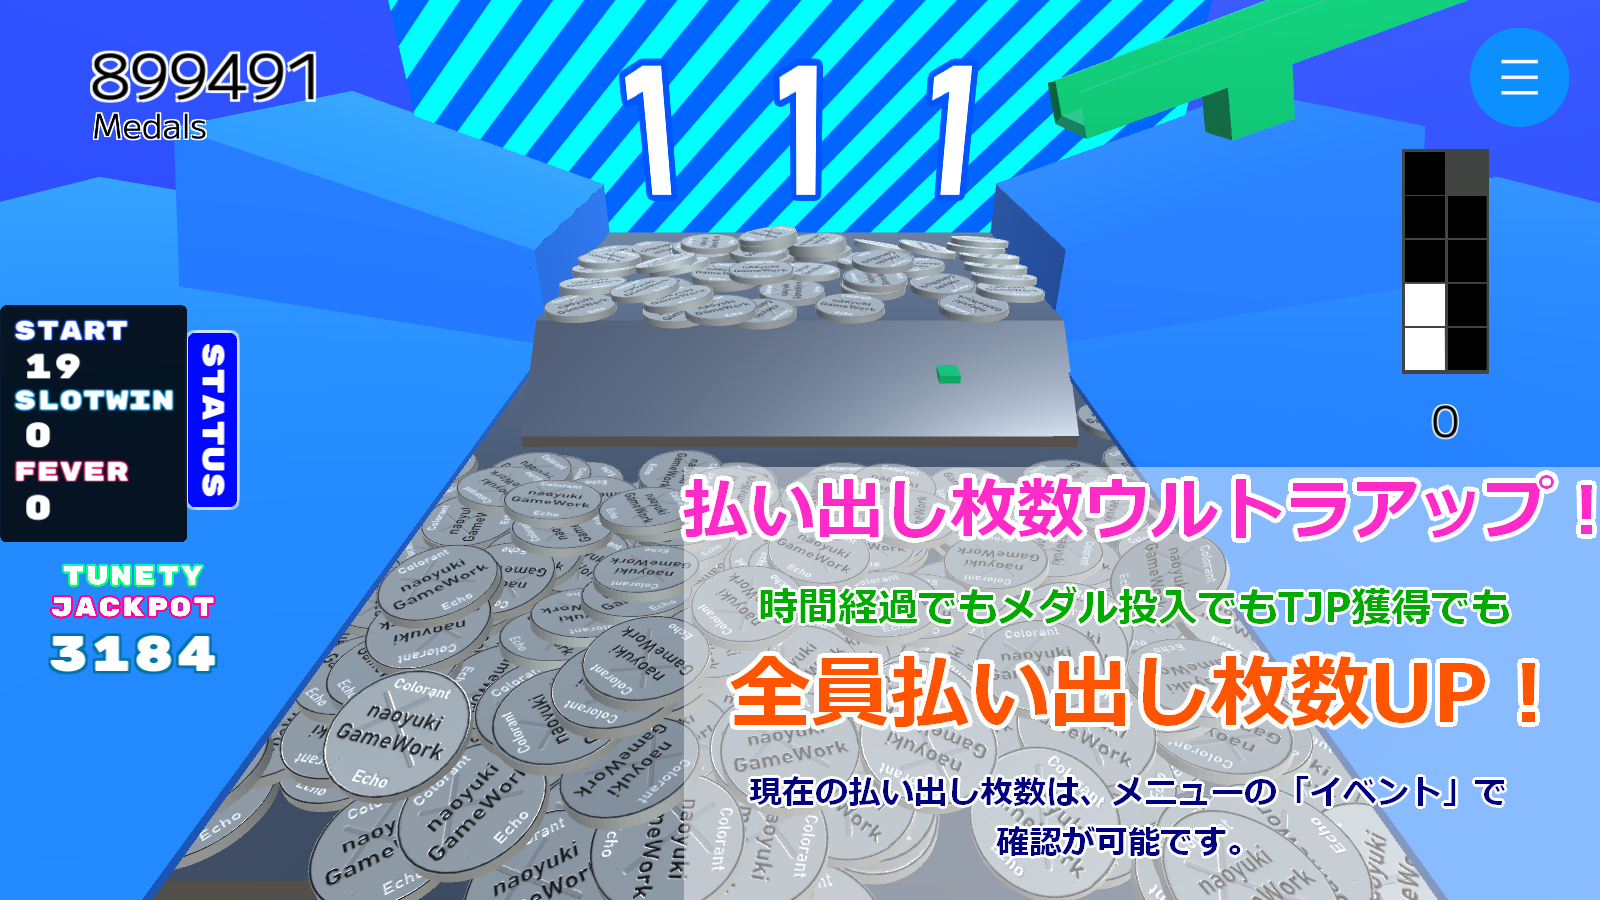 899491
Medals
1 1 1
START
19
SLOTWIN
0
FEVER
0
STATUS
TUNETY
JACKPOT
3184
0
払い出し枚数ウルトラアップ！
時間経過でもメダル投入でもTJP獲得でも
全員払い出し枚数UP！
現在の払い出し枚数は、メニューの「イベント」で
確認が可能です。
Colorant
naoyuki
GameWork
Echo